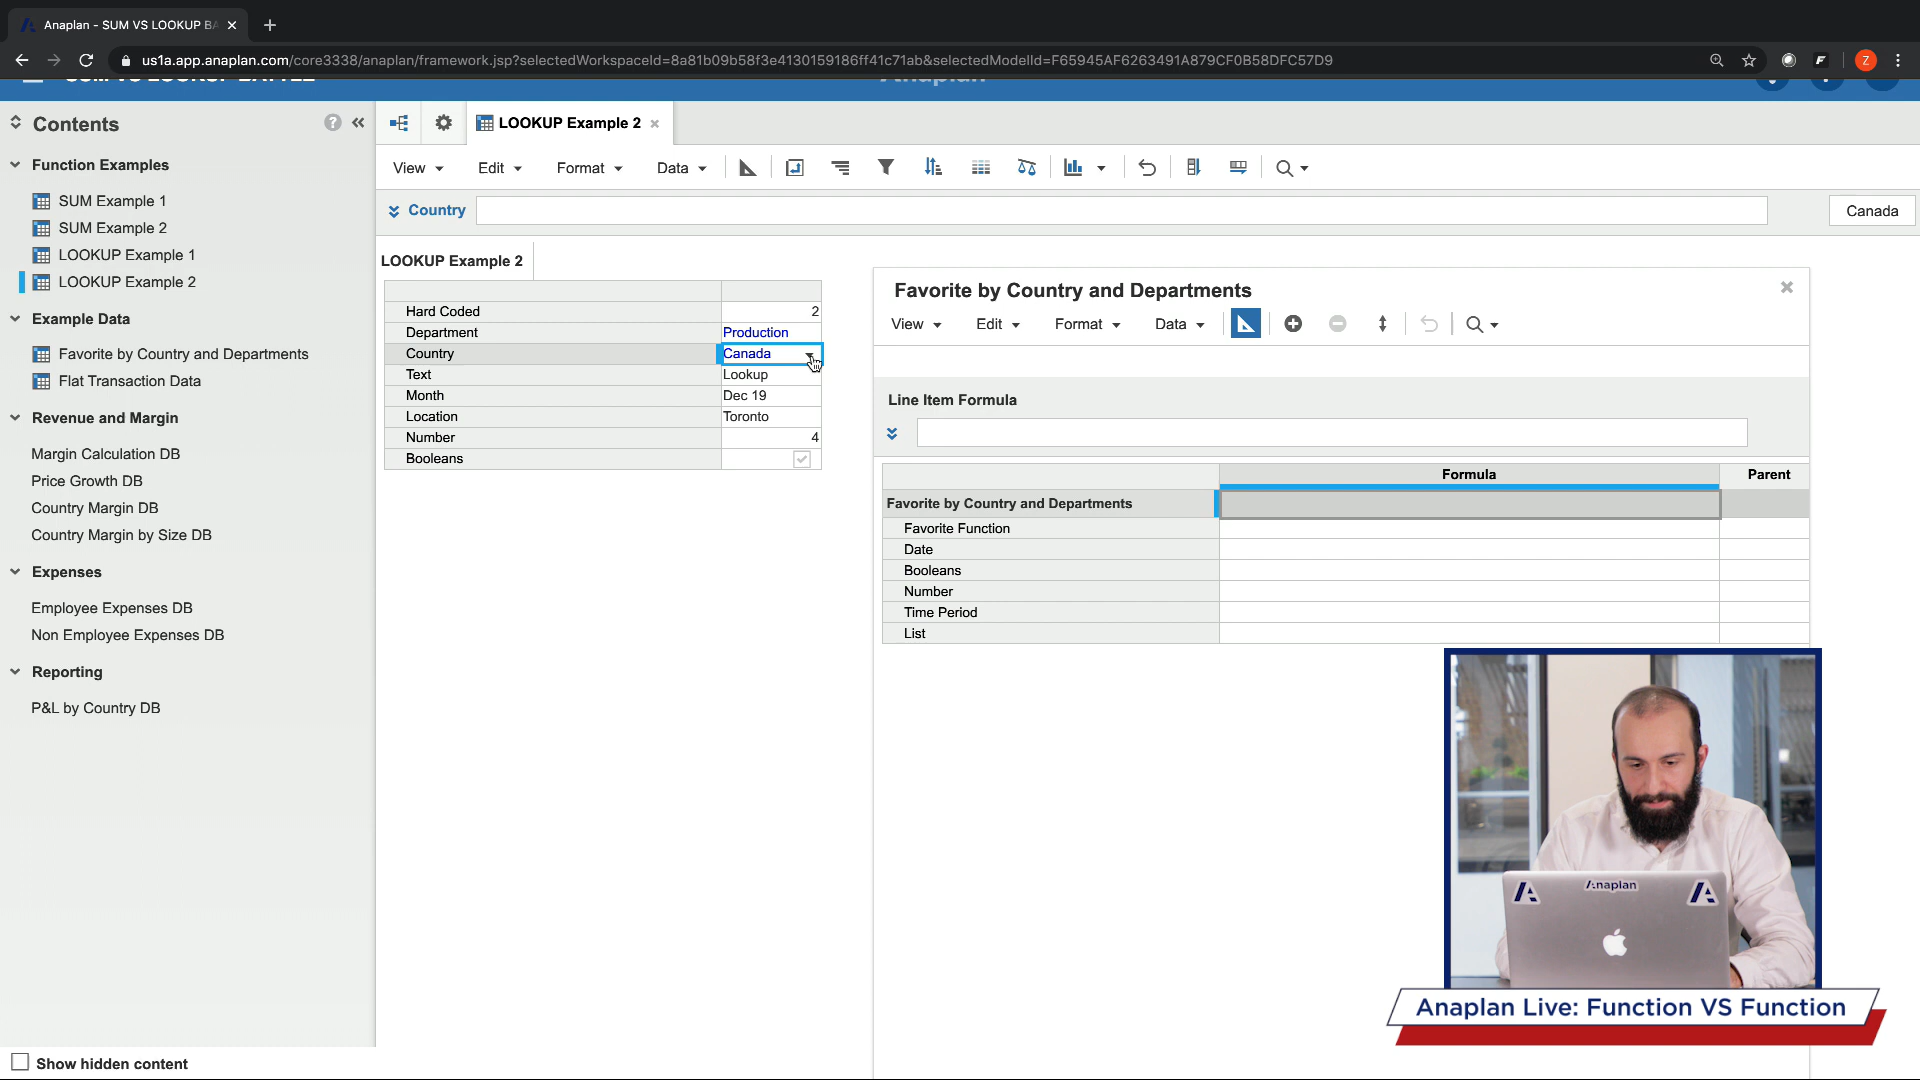 Anaplan - SUM VS LOOKUP BA
us1a.app.anaplan.com/core3338/anaplan/framework.jsp?selectedWorkspaceId=8a81b09b58f3e4130159186ff41c71ab&selectedModelId=F65945AF6263491A879CF0B58DFC57D9
Z
SUM VS LOOKUP BATTLE
Anaplan
Contents
?
LOOKUP Example 2
Function Examples
SUM Example 1
SUM Example 2
LOOKUP Example 1
LOOKUP Example 2
Example Data
Favorite by Country and Departments
Flat Transaction Data
Revenue and Margin
Margin Calculation DB
Price Growth DB
Country Margin DB
Country Margin by Size DB
Expenses
Employee Expenses DB
Non Employee Expenses DB
Reporting
P&L by Country DB
Show hidden content
View Edit Format Data
Country Canada
LOOKUP Example 2
Hard Coded 2
Department Production
Country Canada
Text Lookup
Month Dec 19
Location Toronto
Number 4
Booleans
Favorite by Country and Departments
View Edit Format Data
Line Item Formula
Formula Parent
Favorite by Country and Departments
Favorite Function
Date
Booleans
Number
Time Period
List
Anaplan
Anaplan Live: Function VS Function